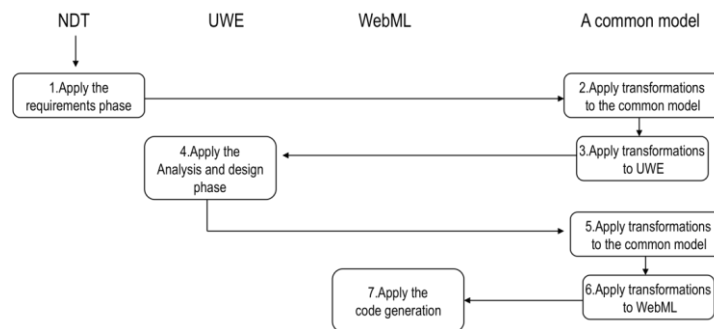 NDT UWE WebML A common model
1.Apply the
requirements phase
2.Apply transformations
to the common model
3.Apply transformations
to UWE
4.Apply the
Analysis and design
phase
5.Apply transformations
to the common model
6.Apply transformations
to WebML
7.Apply the
code generation